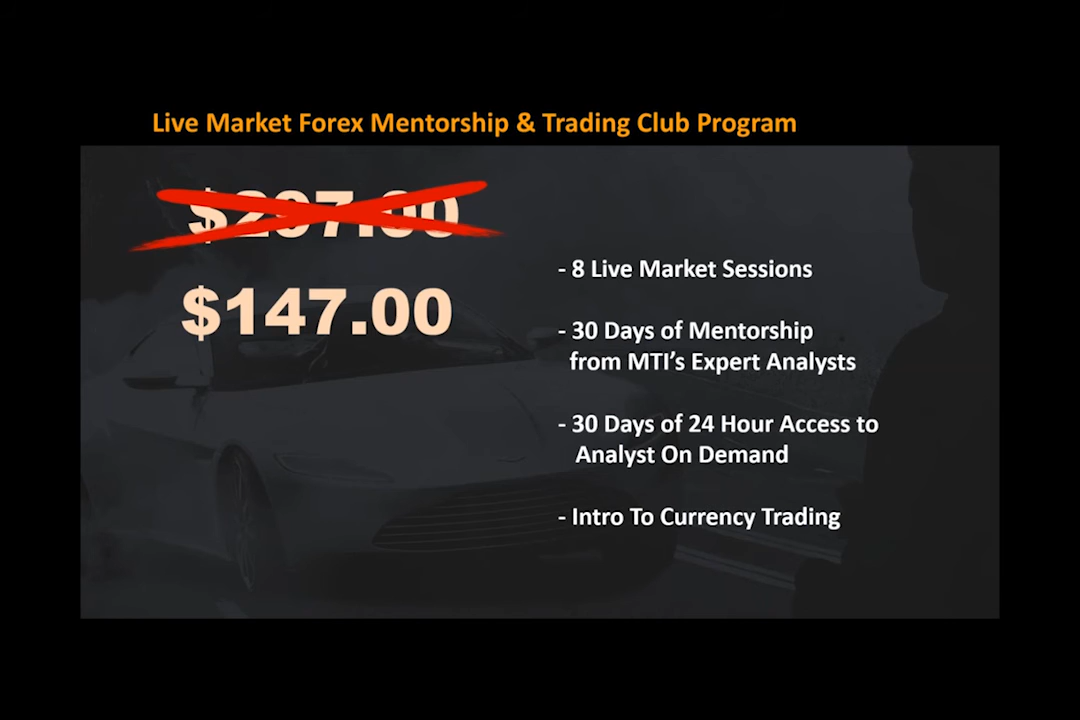 Live Market Forex Mentorship & Trading Club Program
$147.00
- 8 Live Market Sessions
- 30 Days of Mentorship
from MTI's Expert Analysts
- 30 Days of 24 Hour Access to
Analyst On Demand
- Intro To Currency Trading